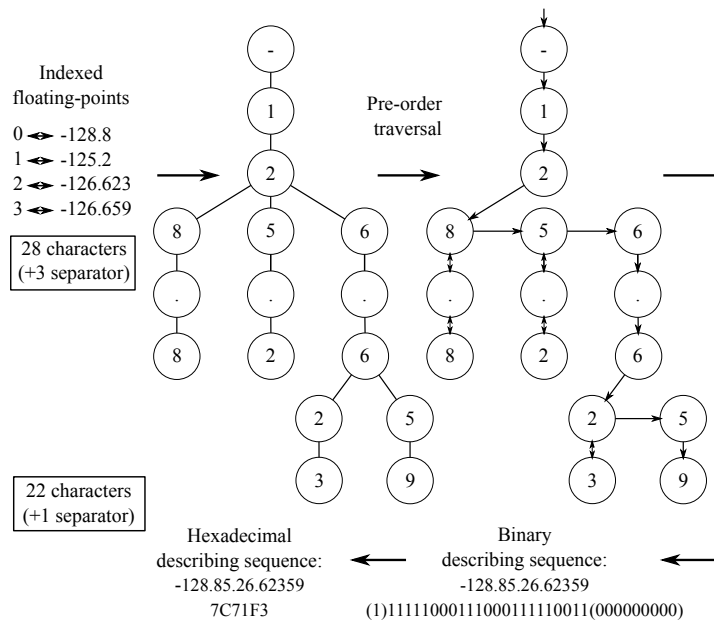 Indexed
floating-points
0 -128.8
1 -125.2
2 -126.623
3 -126.659
28 characters
(+3 separator)
-
1
2
8 5 6
. . .
8 2 6
2 5
3 9
Pre-order
traversal
-
1
2
8 5 6
. . .
8 2 6
2 5
3 9
22 characters
(+1 separator)
Hexadecimal
describing sequence:
-128.85.26.62359
7C71F3
Binary
describing sequence:
-128.85.26.62359
(1)11111000111000111110011(000000000)